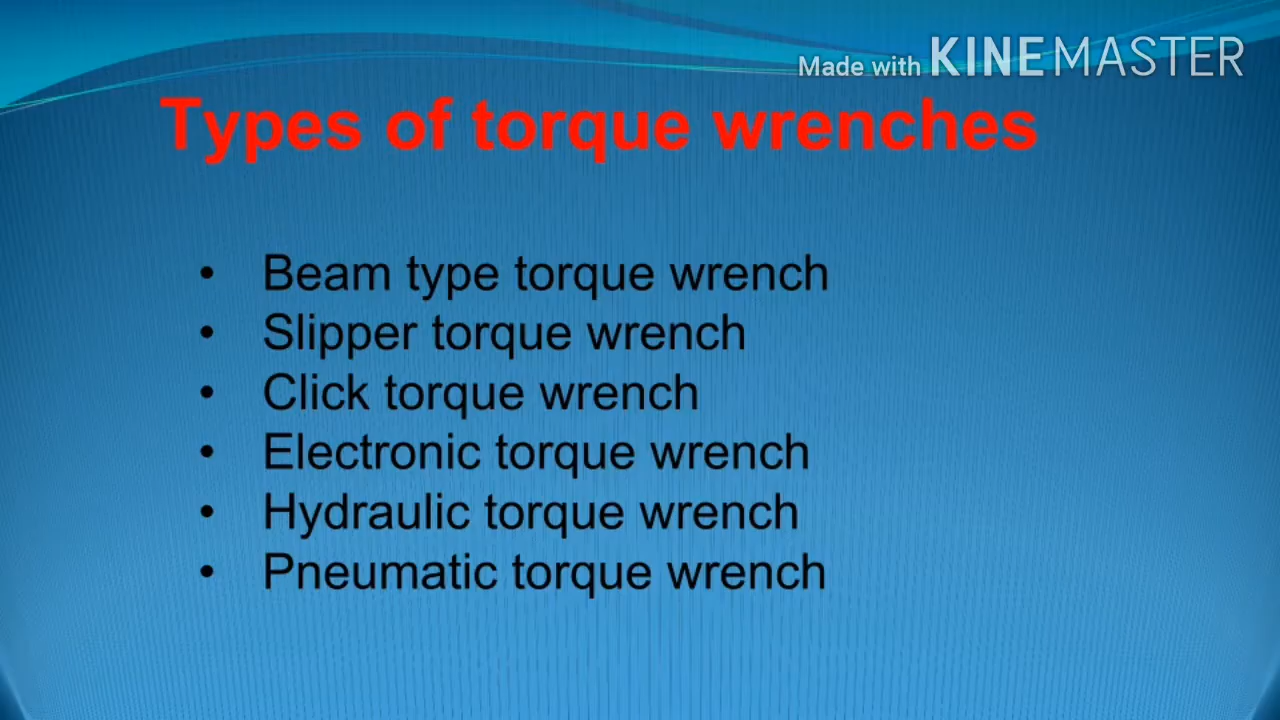 Made with KINEMASTER
Types of torque wrenches
• Beam type torque wrench
• Slipper torque wrench
• Click torque wrench
• Electronic torque wrench
• Hydraulic torque wrench
• Pneumatic torque wrench